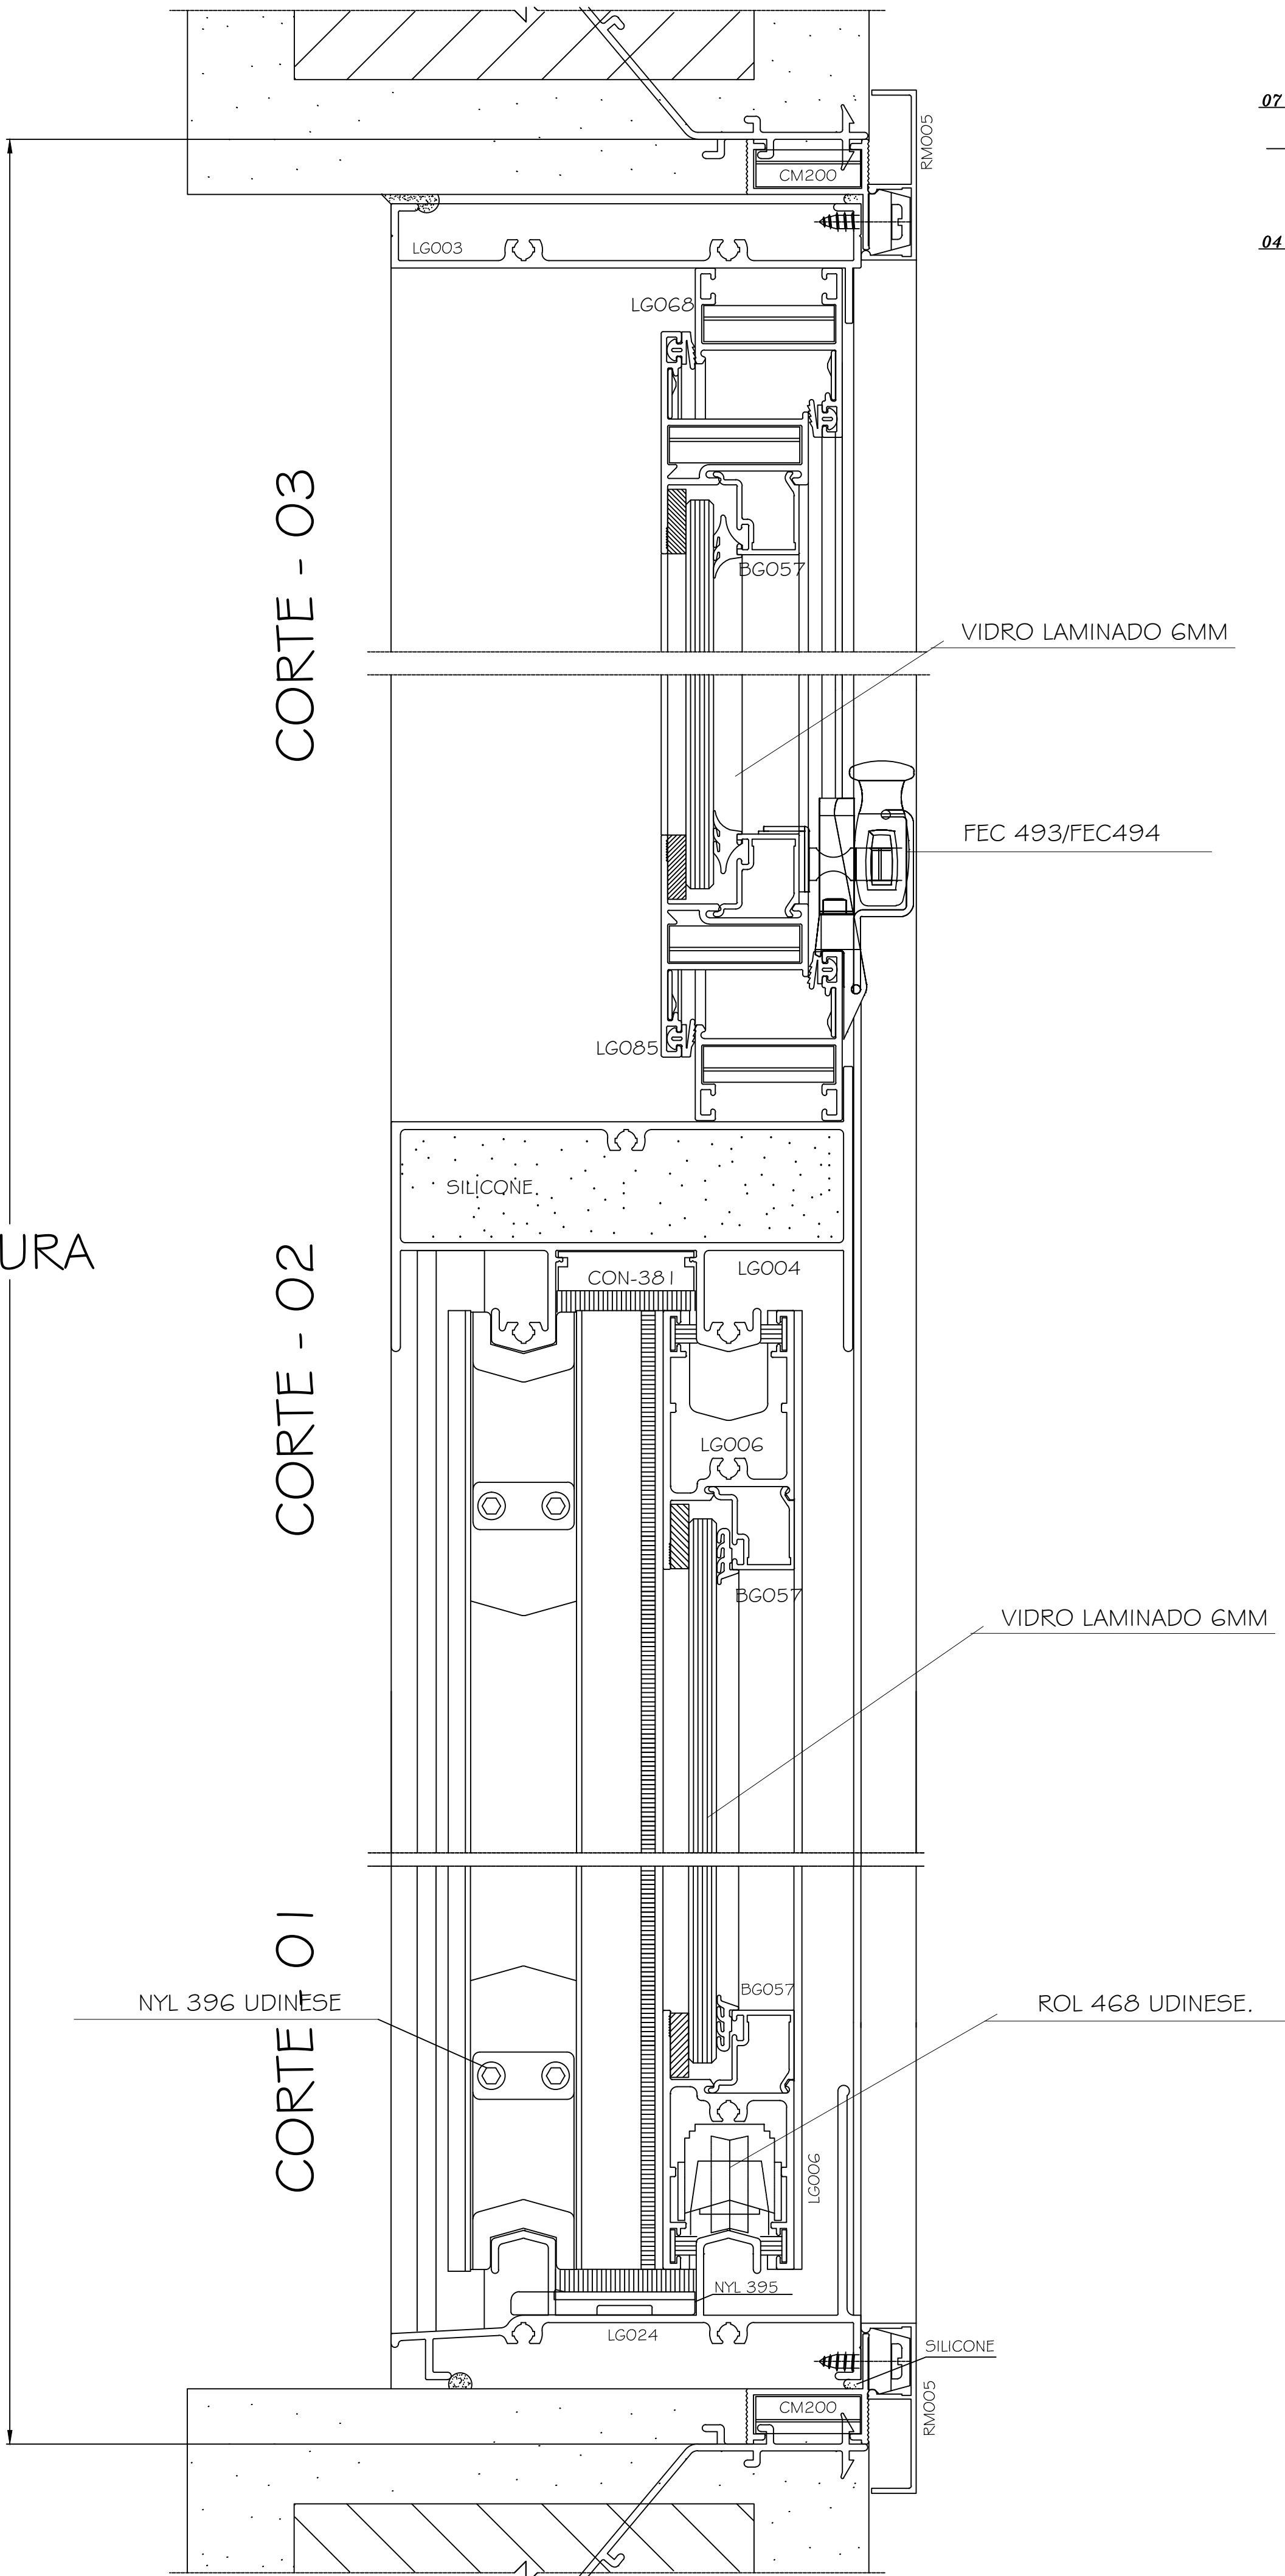 07
RM005
CM200
04
LG003
LG068
CORTE - 03
BG057
VIDRO LAMINADO 6MM
FEC 493/FEC494
LG085
SILICONE
URA
CORTE - 02
CON-381
LG004
LG006
BG057
VIDRO LAMINADO 6MM
CORTE - 01
BG057
NYL 396 UDINESE
ROL 468 UDINESE.
LG006
NYL 395
LG024
SILICONE
CM200
RM005